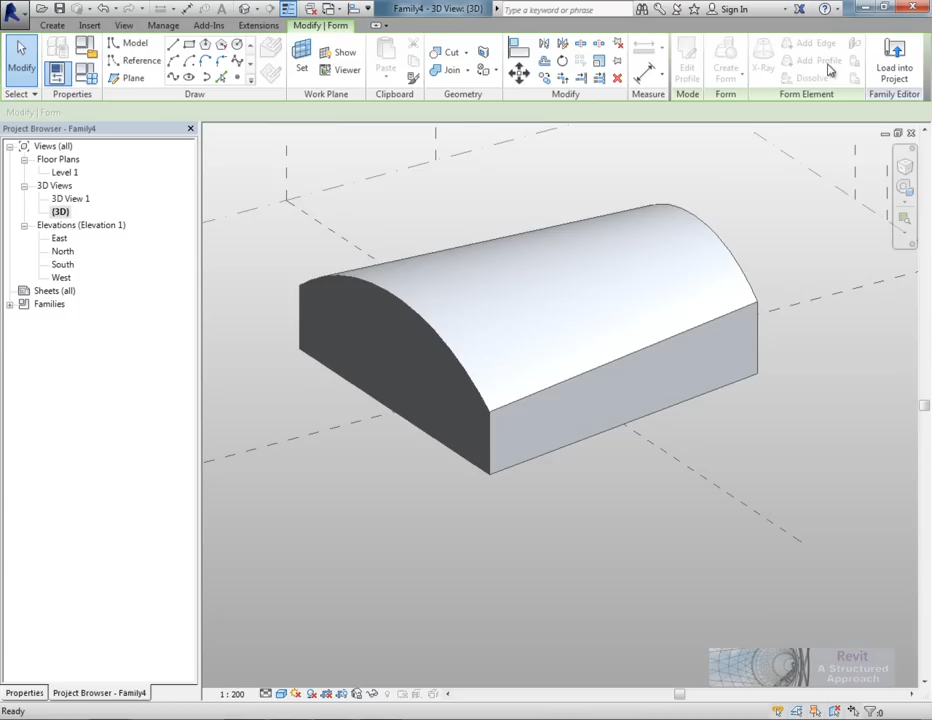 Family4 - 3D View: {3D}
Type a keyword or phrase
Sign In
Create Insert View Manage Add-Ins Extensions Modify | Form
Modify
Select
Properties
Model
Reference
Plane
Draw
Set
Show
Viewer
Work Plane
Paste
Clipboard
Cut
Join
Geometry
Modify
Measure
Edit Profile
Mode
Create Form
Form
X-Ray
Add Edge
Add Profile
Dissolve
Form Element
Load into Project
Family Editor
Modify | Form
Project Browser - Family4
Views (all)
Floor Plans
Level 1
3D Views
3D View 1
{3D}
Elevations (Elevation 1)
East
North
South
West
Sheets (all)
Families
Revit
A Structured
Approach
Properties Project Browser - Family4
1 : 200
Ready
:0